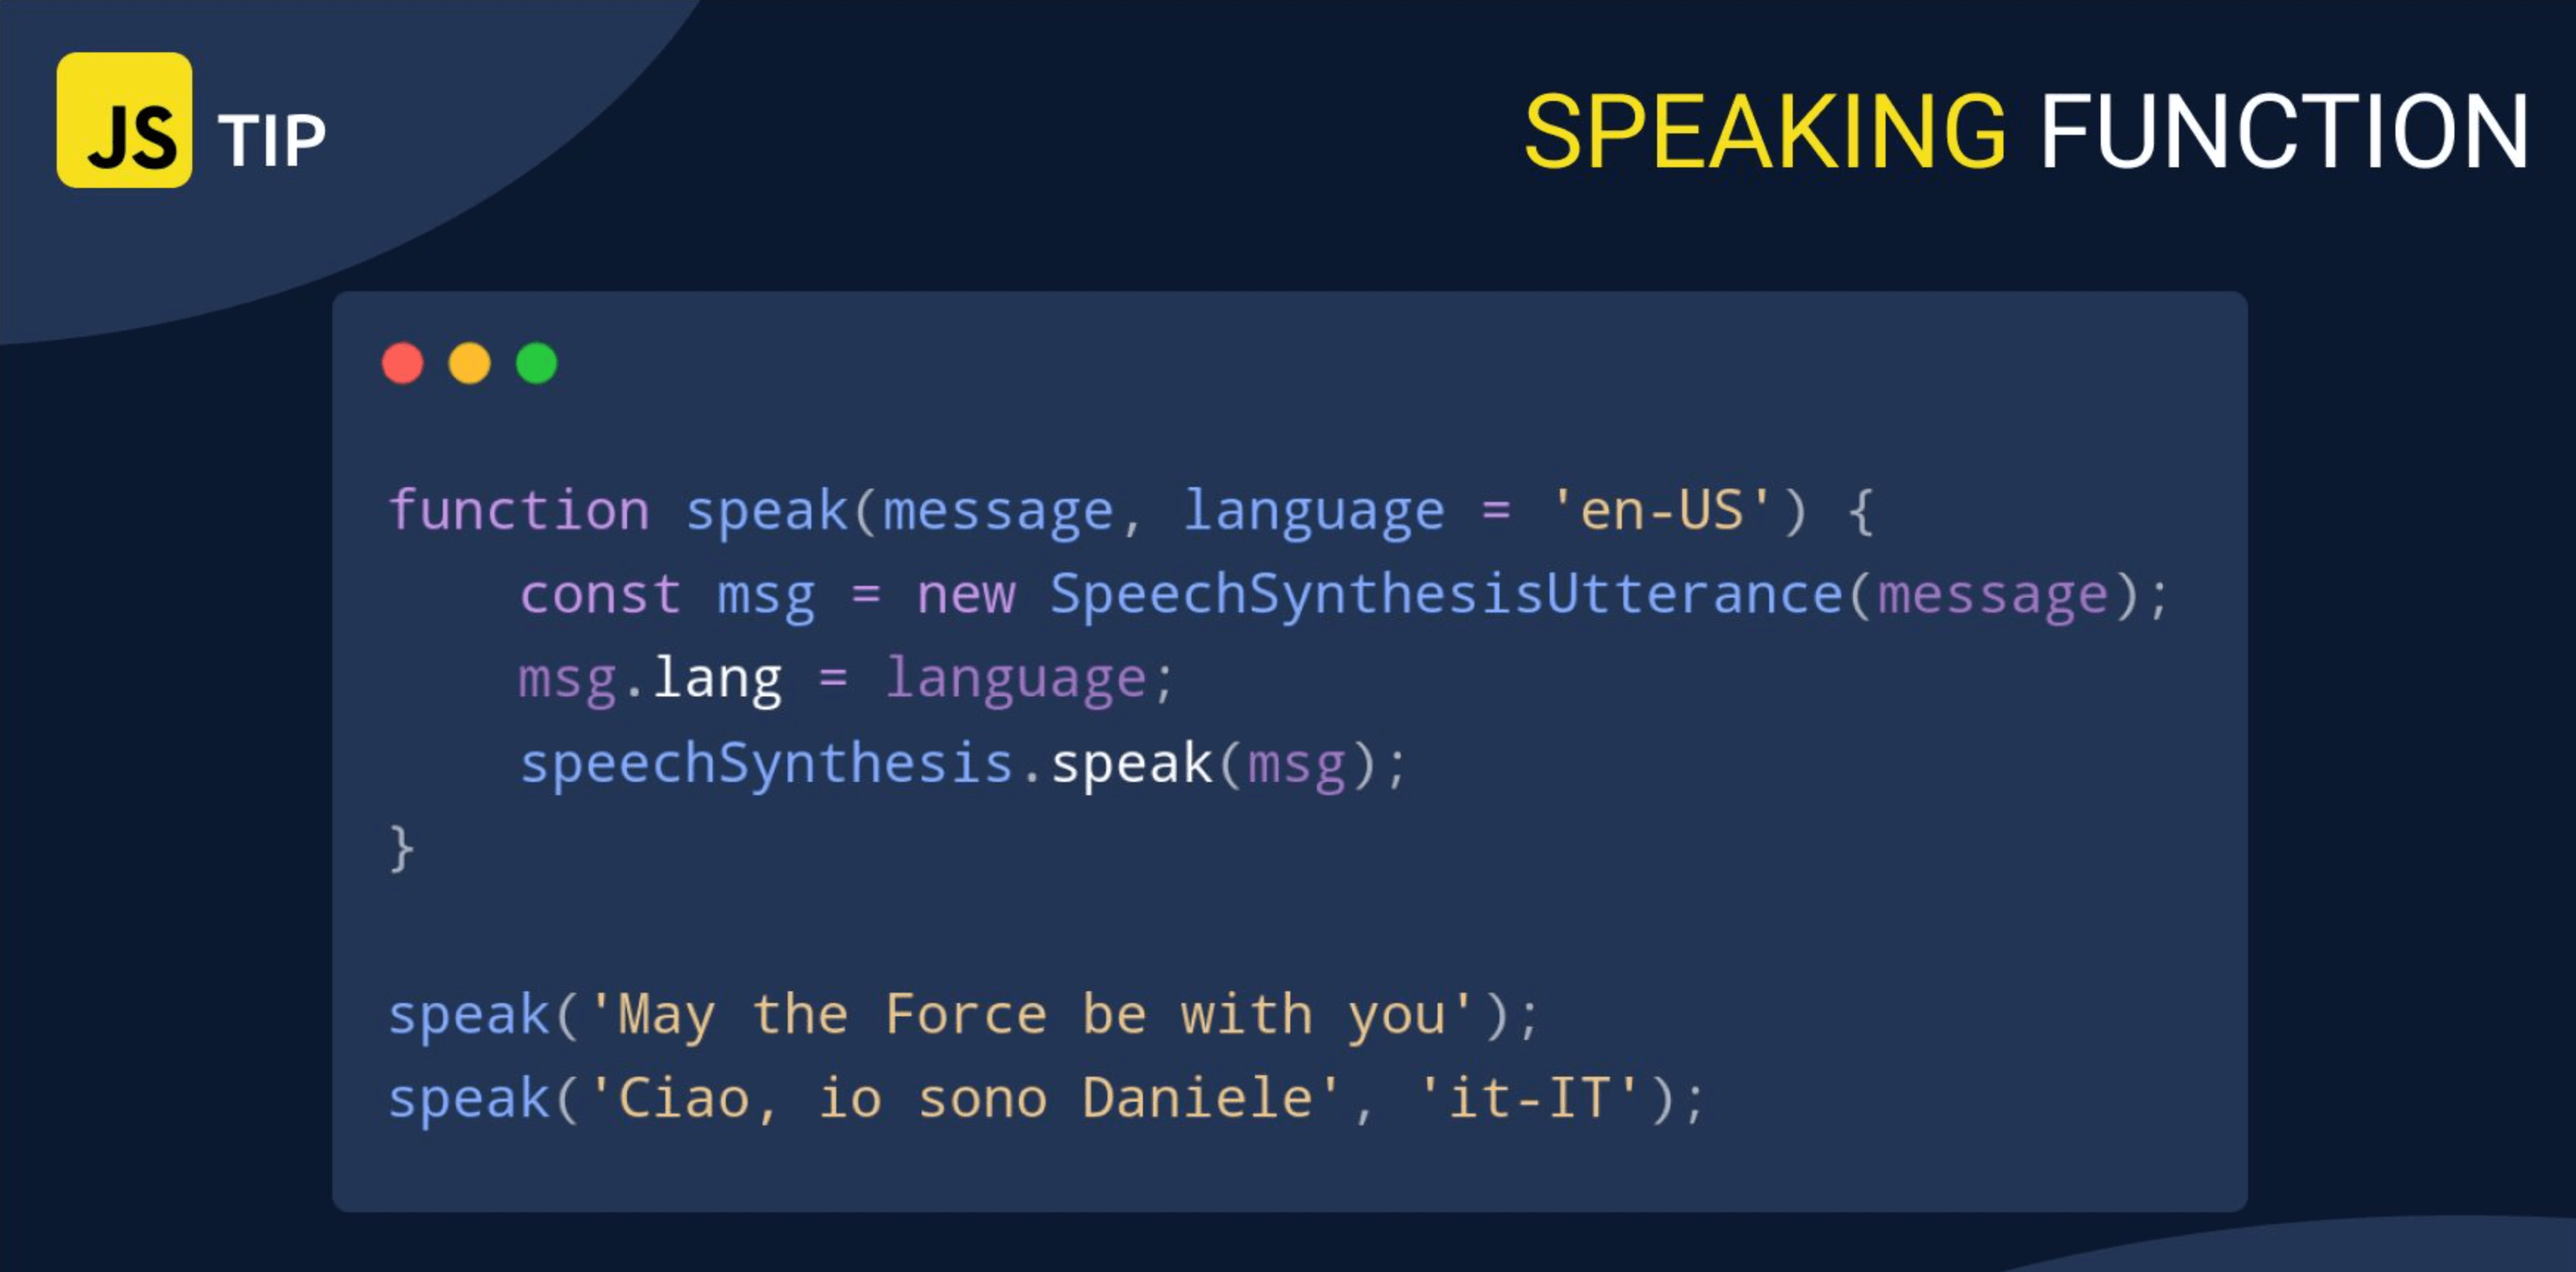 JS TIP
SPEAKING FUNCTION
function speak(message, language = 'en-US') {
    const msg = new SpeechSynthesisUtterance(message);
    msg.lang = language;
    speechSynthesis.speak(msg);
}
speak('May the Force be with you');
speak('Ciao, io sono Daniele', 'it-IT');